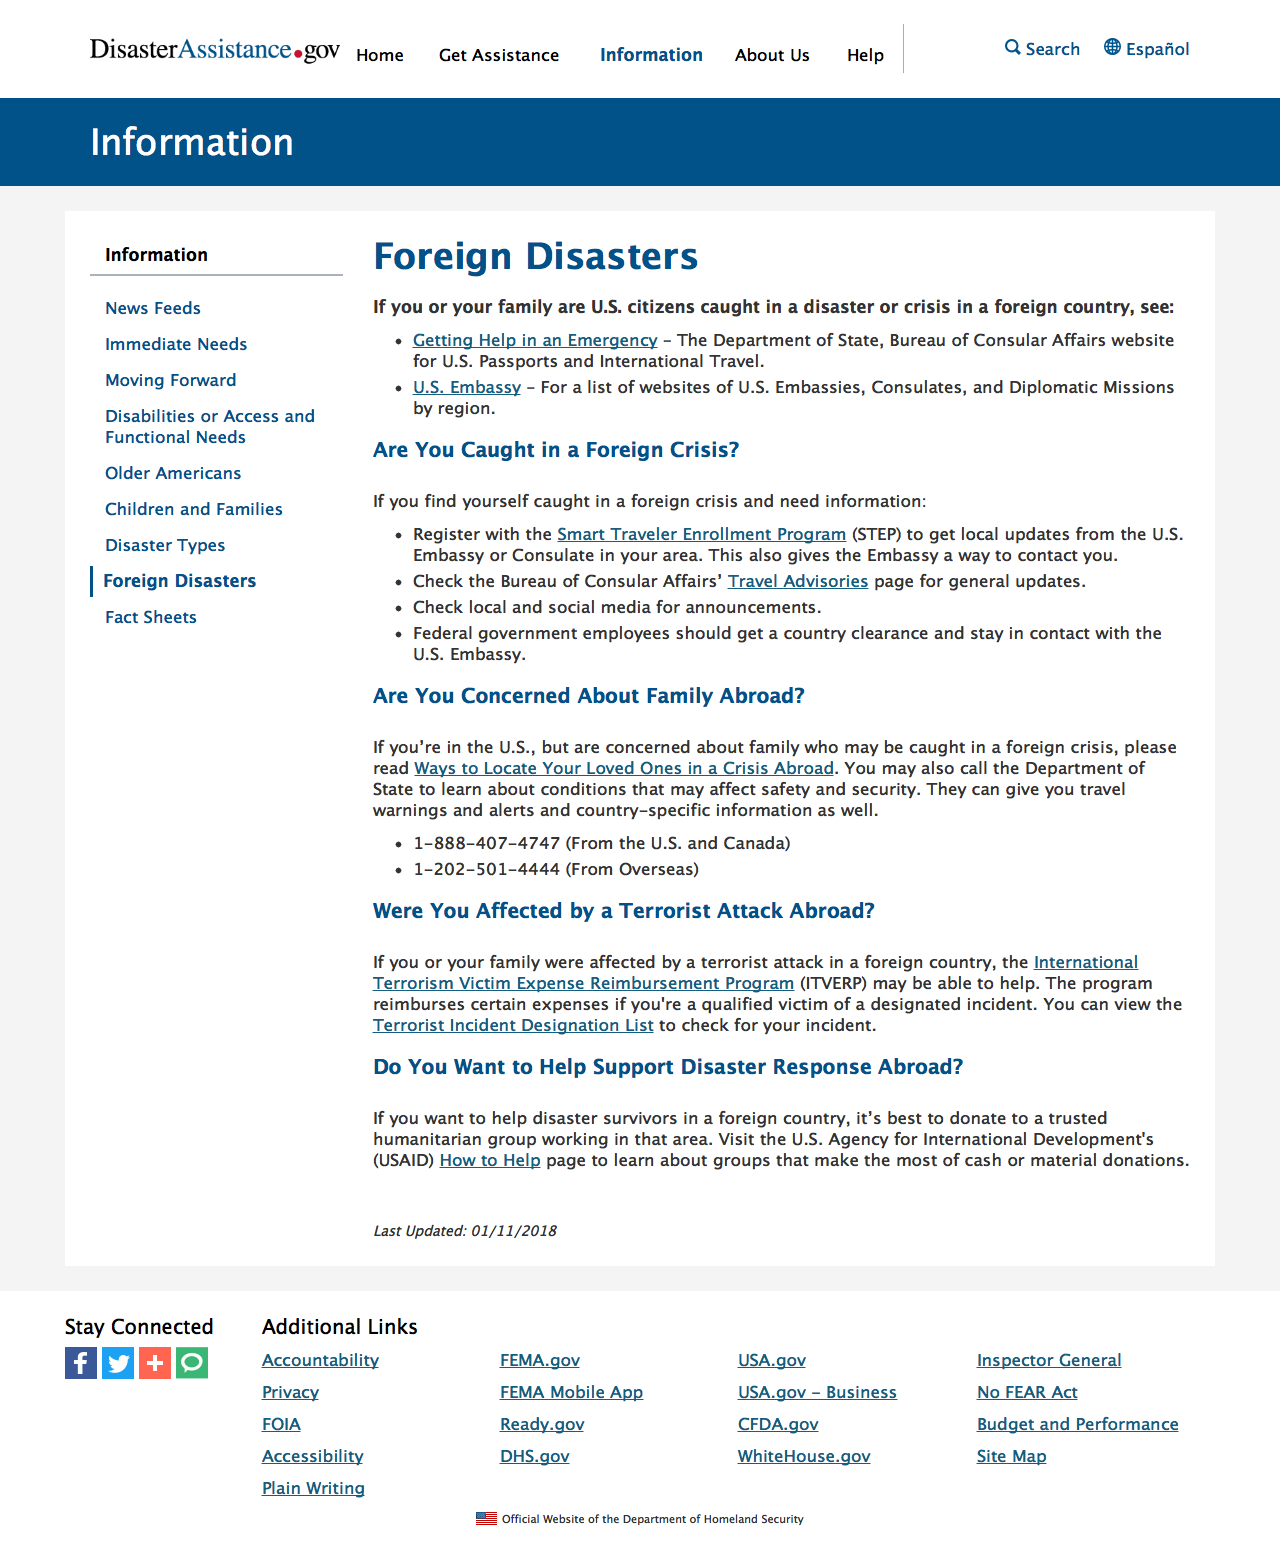 DisasterAssistance.gov
Home Get Assistance Information About Us Help
Search Español
Information
Information
News Feeds
Immediate Needs
Moving Forward
Disabilities or Access and
Functional Needs
Older Americans
Children and Families
Disaster Types
Foreign Disasters
Fact Sheets
Foreign Disasters
If you or your family are U.S. citizens caught in a disaster or crisis in a foreign country, see:
• Getting Help in an Emergency – The Department of State, Bureau of Consular Affairs website
for U.S. Passports and International Travel.
• U.S. Embassy – For a list of websites of U.S. Embassies, Consulates, and Diplomatic Missions
by region.
Are You Caught in a Foreign Crisis?
If you find yourself caught in a foreign crisis and need information:
• Register with the Smart Traveler Enrollment Program (STEP) to get local updates from the U.S.
Embassy or Consulate in your area. This also gives the Embassy a way to contact you.
• Check the Bureau of Consular Affairs’ Travel Advisories page for general updates.
• Check local and social media for announcements.
• Federal government employees should get a country clearance and stay in contact with the
U.S. Embassy.
Are You Concerned About Family Abroad?
If you’re in the U.S., but are concerned about family who may be caught in a foreign crisis, please
read Ways to Locate Your Loved Ones in a Crisis Abroad. You may also call the Department of
State to learn about conditions that may affect safety and security. They can give you travel
warnings and alerts and country-specific information as well.
• 1-888-407-4747 (From the U.S. and Canada)
• 1-202-501-4444 (From Overseas)
Were You Affected by a Terrorist Attack Abroad?
If you or your family were affected by a terrorist attack in a foreign country, the International
Terrorism Victim Expense Reimbursement Program (ITVERP) may be able to help. The program
reimburses certain expenses if you're a qualified victim of a designated incident. You can view the
Terrorist Incident Designation List to check for your incident.
Do You Want to Help Support Disaster Response Abroad?
If you want to help disaster survivors in a foreign country, it’s best to donate to a trusted
humanitarian group working in that area. Visit the U.S. Agency for International Development's
(USAID) How to Help page to learn about groups that make the most of cash or material donations.
Last Updated: 01/11/2018
Stay Connected
Additional Links
Accountability FEMA.gov USA.gov Inspector General
Privacy FEMA Mobile App USA.gov - Business No FEAR Act
FOIA Ready.gov CFDA.gov Budget and Performance
Accessibility DHS.gov WhiteHouse.gov Site Map
Plain Writing
Official Website of the Department of Homeland Security